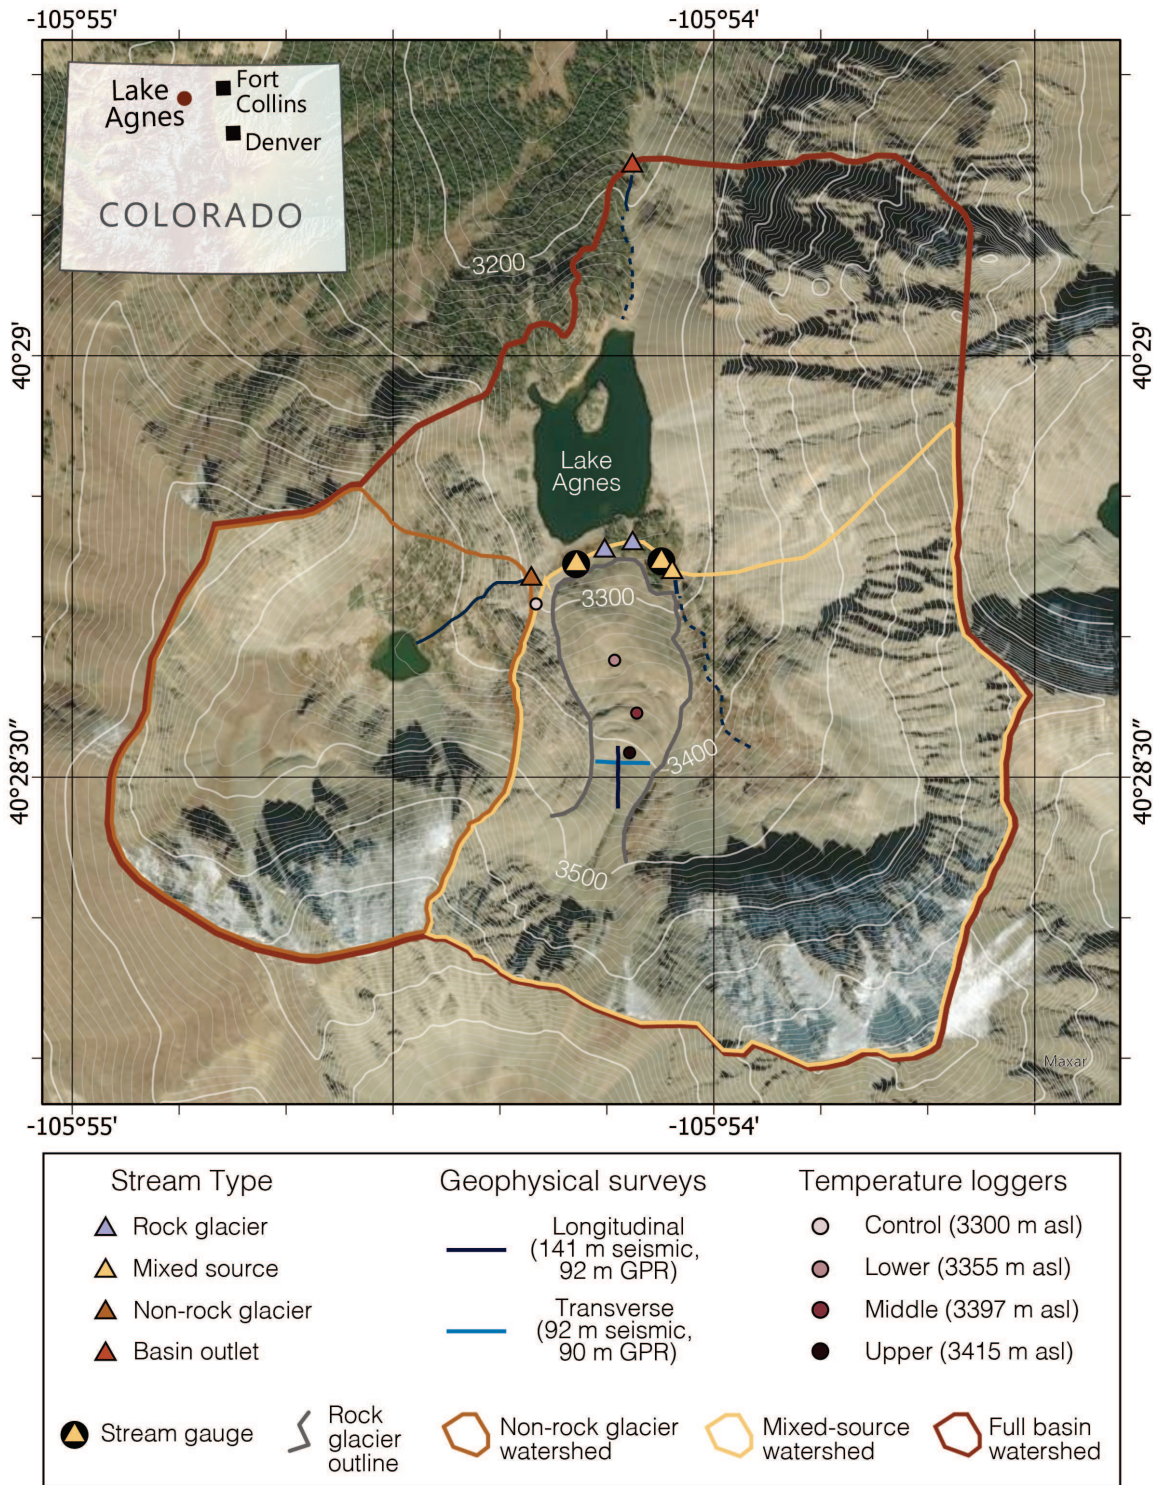 -105°55'
-105°54'
Lake
Agnes
Fort
Collins
Denver
COLORADO
3200
40°29'
40°29'
Lake
Agnes
3300
3400
40°28'30"
40°28'30"
3500
Maxar
-105°55'
-105°54'
Stream Type
Rock glacier
Mixed source
Non-rock glacier
Basin outlet
Geophysical surveys
Longitudinal
(141 m seismic,
92 m GPR)
Transverse
(92 m seismic,
90 m GPR)
Temperature loggers
Control (3300 m asl)
Lower (3355 m asl)
Middle (3397 m asl)
Upper (3415 m asl)
Stream gauge
Rock
glacier
outline
Non-rock glacier
watershed
Mixed-source
watershed
Full basin
watershed